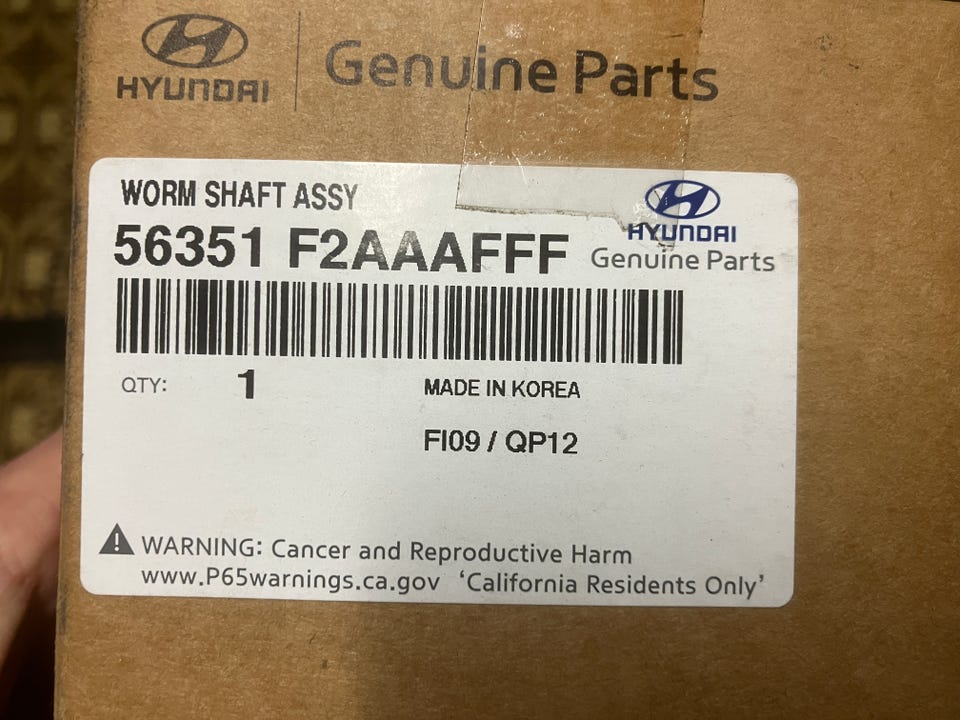 HYUNDAI
Genuine Parts
WORM SHAFT ASSY
56351 F2AAAFFF
HYUNDAI
Genuine Parts
QTY: 1
MADE IN KOREA
FI09 / QP12
WARNING: Cancer and Reproductive Harm
www.P65warnings.ca.gov ‘California Residents Only’